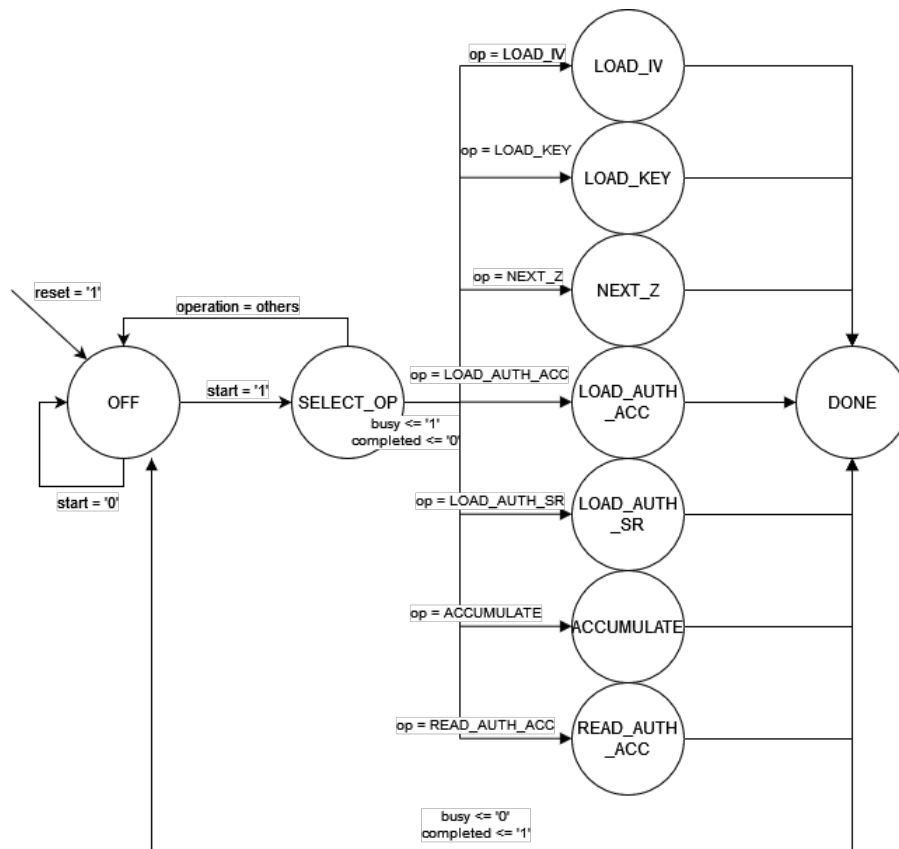 op = LOAD_IV
LOAD_IV
op = LOAD_KEY
LOAD_KEY
op = NEXT_Z
NEXT_Z
reset = '1'
operation = others
op = LOAD_AUTH_ACC
LOAD_AUTH
_ACC
start = '1'
OFF
SELECT_OP
DONE
busy <= '1'
completed <= '0'
start = '0'
op = LOAD_AUTH_SR
LOAD_AUTH
_SR
op = ACCUMULATE
ACCUMULATE
op = READ_AUTH_ACC
READ_AUTH
_ACC
busy <= '0'
completed <= '1'